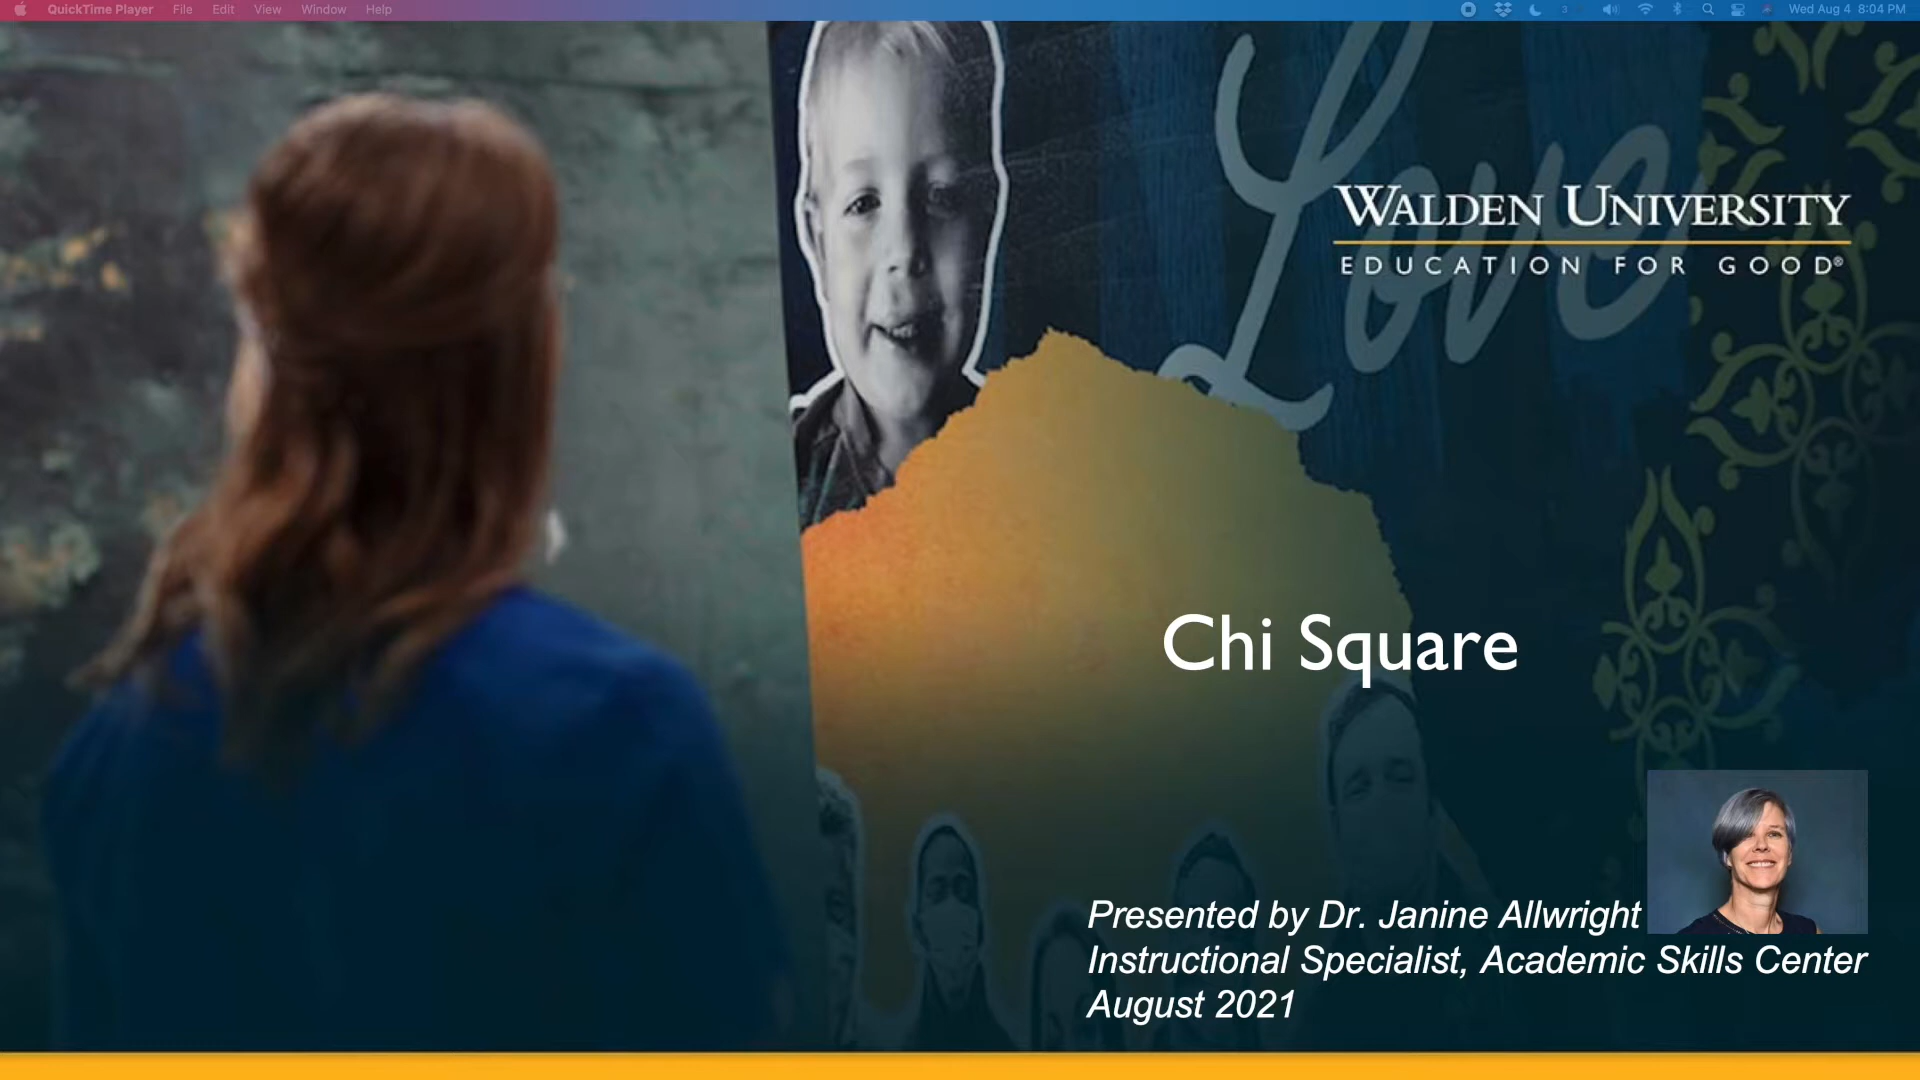 QuickTime Player File Edit View Window Help 3 Wed Aug 4 8:04 PM
Love
WALDEN UNIVERSITY
EDUCATION FOR GOOD®
Chi Square
Presented by Dr. Janine Allwright
Instructional Specialist, Academic Skills Center
August 2021